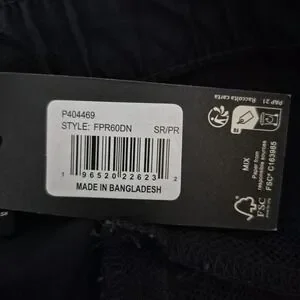 P404469
STYLE: FPR60DN SR/PR
1 96520 22623 2
MADE IN BANGLADESH
PAP 21
Raccolta carta
MIX
Paper from
responsible sources
FSC® C163985
FSC